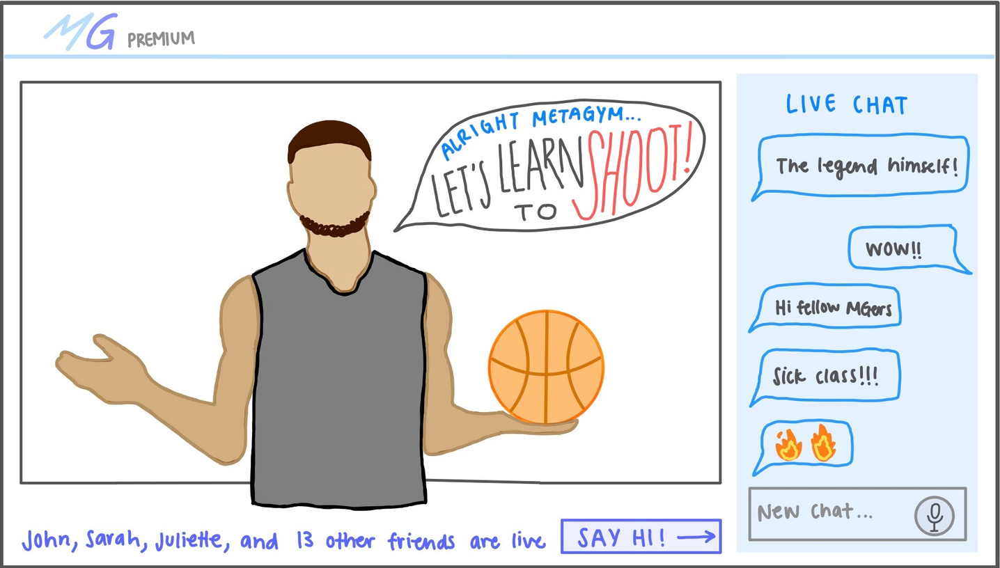 MG PREMIUM
ALRIGHT METAGYM...
LET'S LEARN
TO SHOOT!
LIVE CHAT
The legend himself!
WOW!!
Hi fellow MGers
Sick class!!!
New Chat...
John, Sarah, Juliette, and 13 other friends are live
SAY HI!